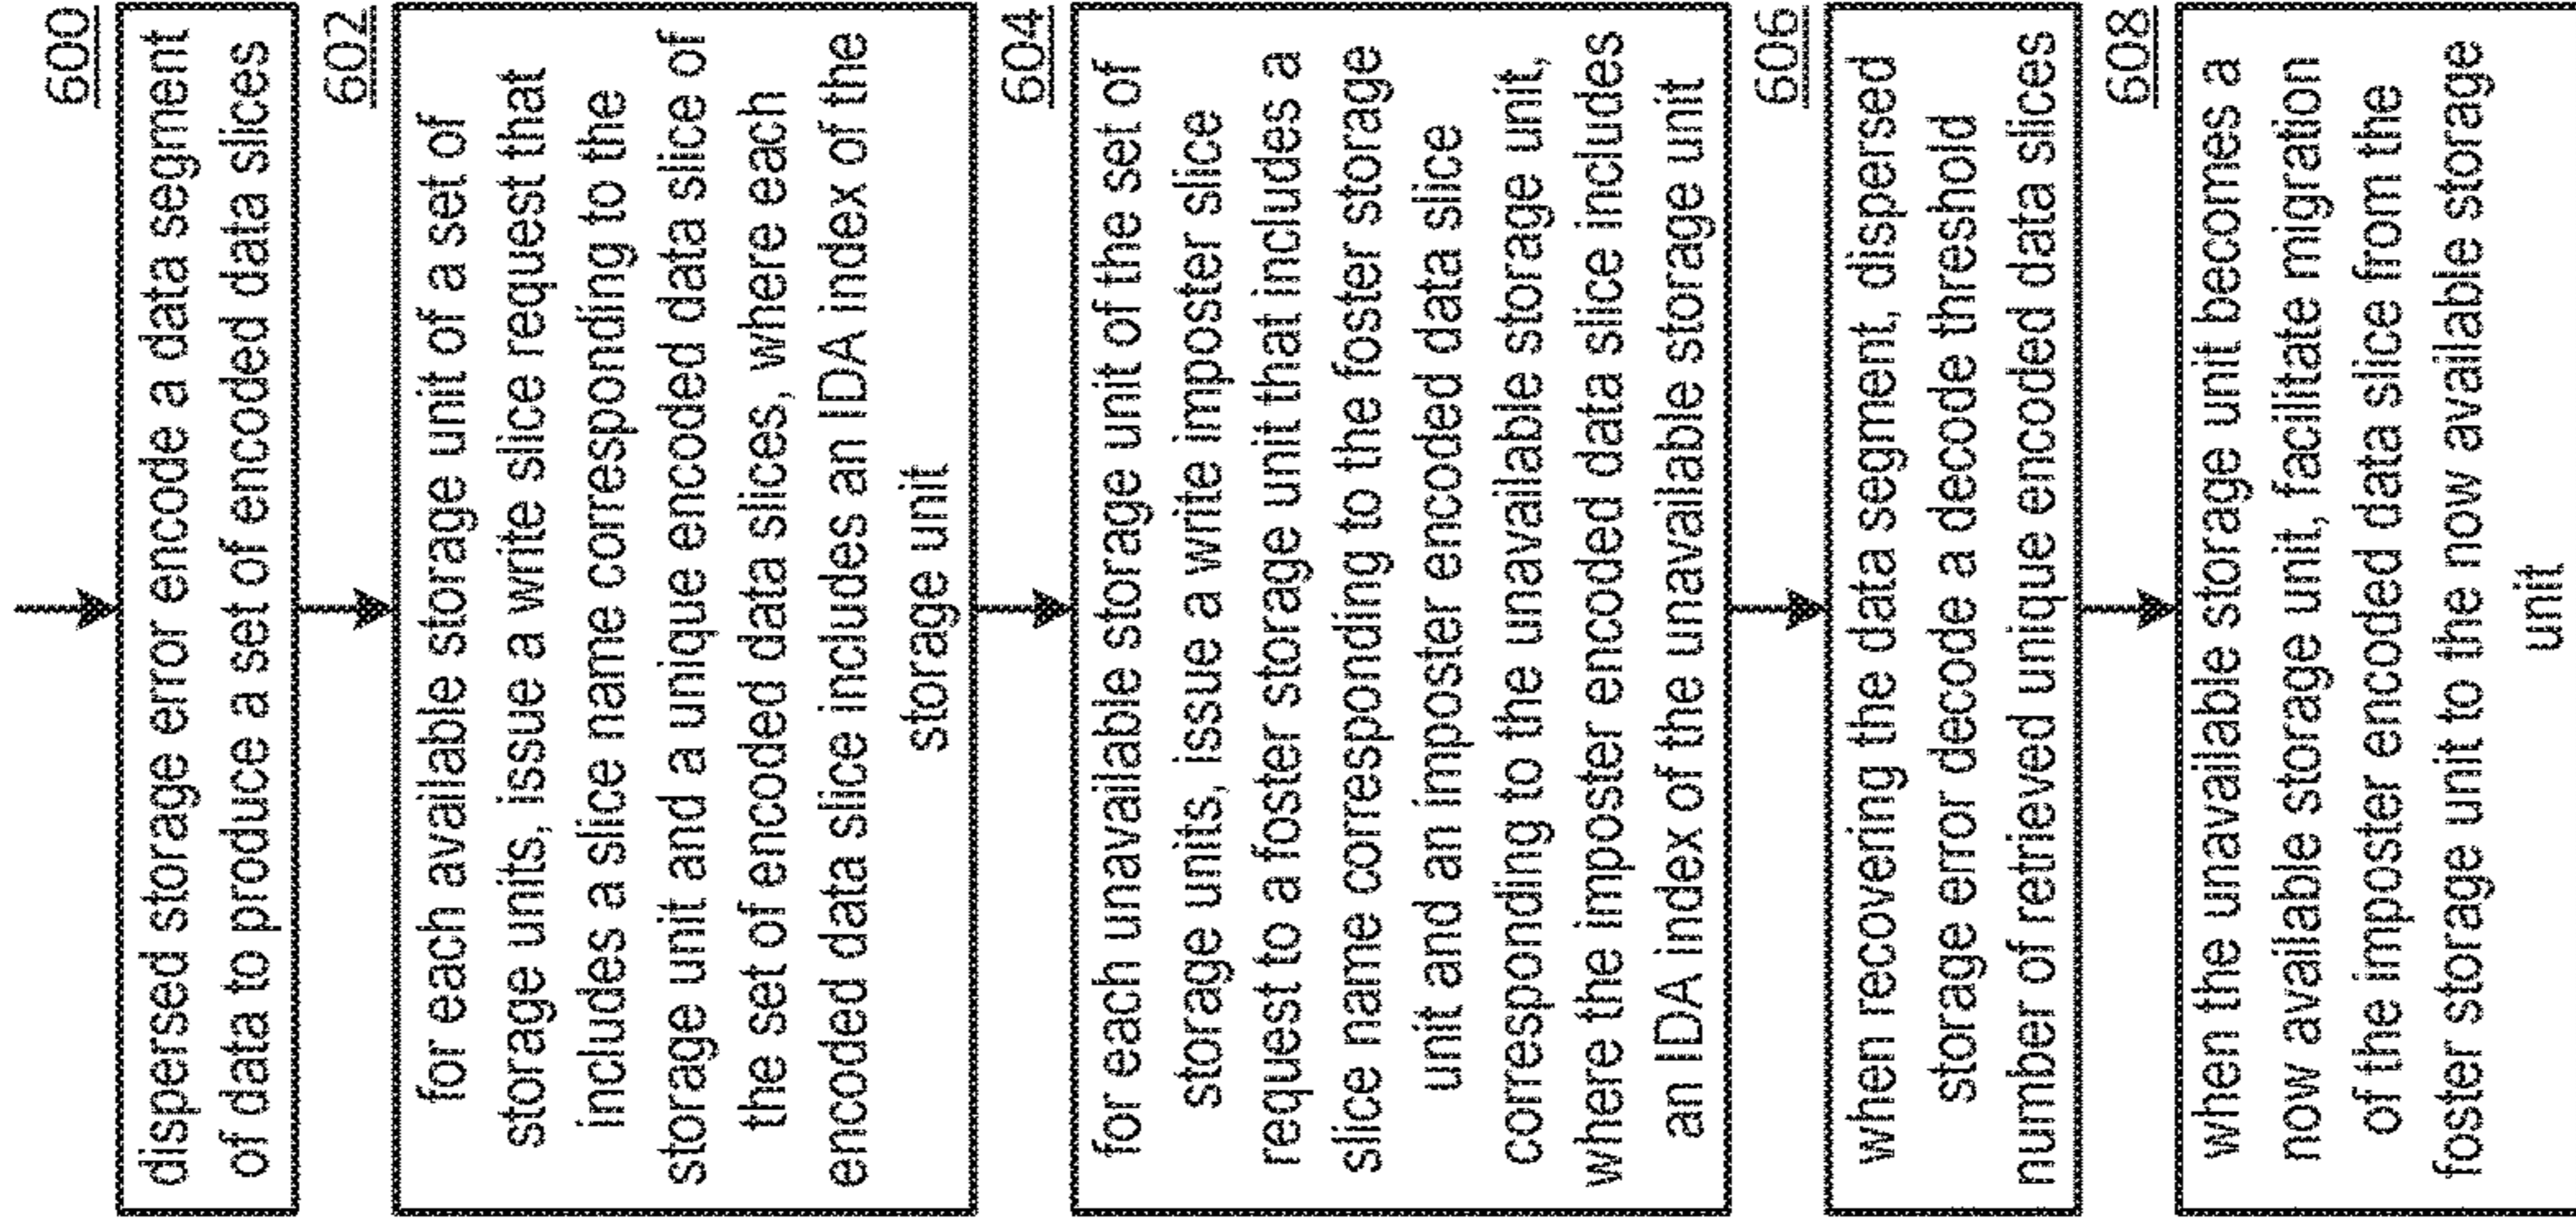 600
dispersed storage error encode a data segment
of data to produce a set of encoded data slices
602
for each available storage unit of a set of
storage units, issue a write slice request that
includes a slice name corresponding to the
storage unit and a unique encoded data slice of
the set of encoded data slices, where each
encoded data slice includes an IDA index of the
storage unit
604
for each unavailable storage unit of the set of
storage units, issue a write imposter slice
request to a foster storage unit that includes a
slice name corresponding to the foster storage
unit and an imposter encoded data slice
corresponding to the unavailable storage unit,
where the imposter encoded data slice includes
an IDA index of the unavailable storage unit
606
when recovering the data segment, dispersed
storage error decode a decode threshold
number of retrieved unique encoded data slices
608
when the unavailable storage unit becomes a
now available storage unit, facilitate migration
of the imposter encoded data slice from the
foster storage unit to the now available storage
unit